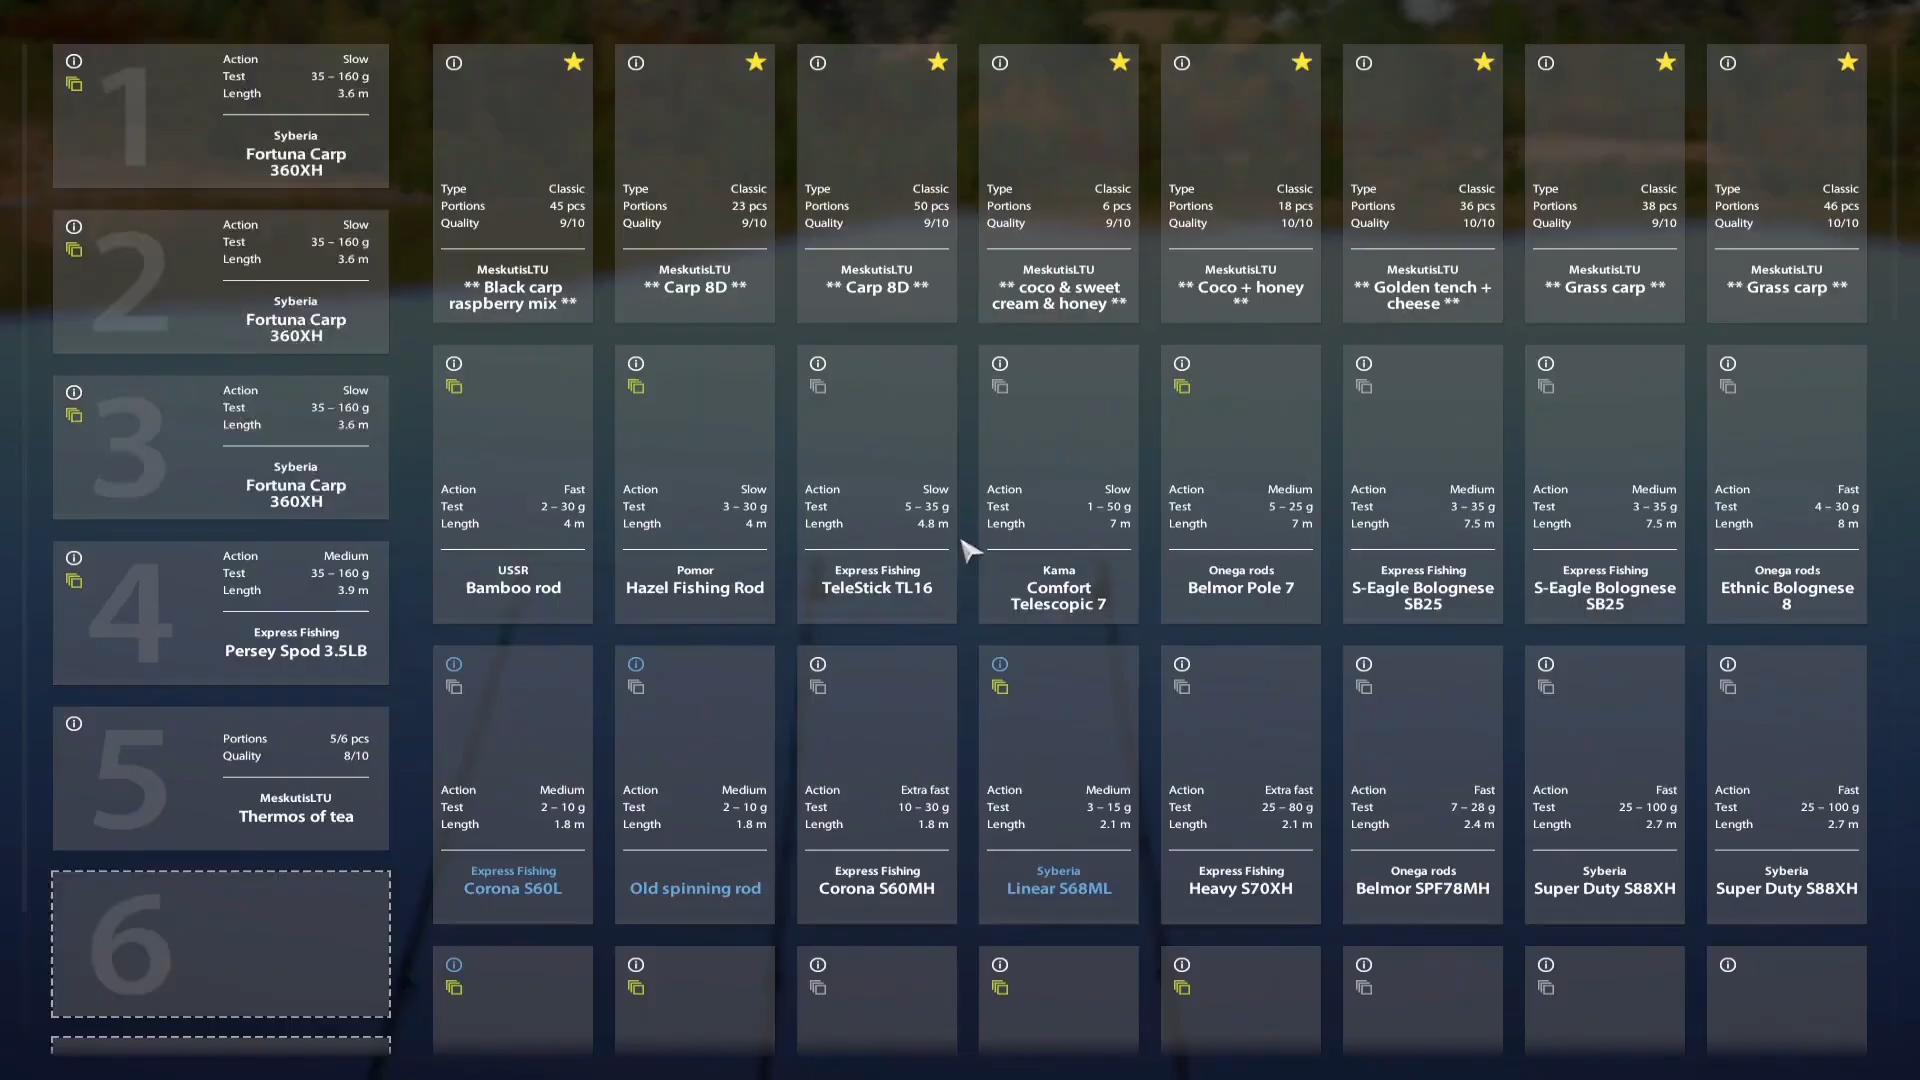 1
Action Slow
Test 35 – 160 g
Length 3.6 m
Syberia
Fortuna Carp
360XH
2
Action Slow
Test 35 – 160 g
Length 3.6 m
Syberia
Fortuna Carp
360XH
3
Action Slow
Test 35 – 160 g
Length 3.6 m
Syberia
Fortuna Carp
360XH
4
Action Medium
Test 35 – 160 g
Length 3.9 m
Express Fishing
Persey Spod 3.5LB
5
Portions 5/6 pcs
Quality 8/10
MeskutisLTU
Thermos of tea
6
Type Classic
Portions 45 pcs
Quality 9/10
MeskutisLTU
** Black carp
raspberry mix **
Type Classic
Portions 23 pcs
Quality 9/10
MeskutisLTU
** Carp 8D **
Type Classic
Portions 50 pcs
Quality 9/10
MeskutisLTU
** Carp 8D **
Type Classic
Portions 6 pcs
Quality 9/10
MeskutisLTU
** coco & sweet
cream & honey **
Type Classic
Portions 18 pcs
Quality 10/10
MeskutisLTU
** Coco + honey
**
Type Classic
Portions 36 pcs
Quality 10/10
MeskutisLTU
** Golden tench +
cheese **
Type Classic
Portions 38 pcs
Quality 9/10
MeskutisLTU
** Grass carp **
Type Classic
Portions 46 pcs
Quality 10/10
MeskutisLTU
** Grass carp **
Action Fast
Test 2 – 30 g
Length 4 m
USSR
Bamboo rod
Action Slow
Test 3 – 30 g
Length 4 m
Pomor
Hazel Fishing Rod
Action Slow
Test 5 – 35 g
Length 4.8 m
Express Fishing
TeleStick TL16
Action Slow
Test 1 – 50 g
Length 7 m
Kama
Comfort
Telescopic 7
Action Medium
Test 5 – 25 g
Length 7 m
Onega rods
Belmor Pole 7
Action Medium
Test 3 – 35 g
Length 7.5 m
Express Fishing
S-Eagle Bolognese
SB25
Action Medium
Test 3 – 35 g
Length 7.5 m
Express Fishing
S-Eagle Bolognese
SB25
Action Fast
Test 4 – 30 g
Length 8 m
Onega rods
Ethnic Bolognese
8
Action Medium
Test 2 – 10 g
Length 1.8 m
Express Fishing
Corona S60L
Action Medium
Test 2 – 10 g
Length 1.8 m
Old spinning rod
Action Extra fast
Test 10 – 30 g
Length 1.8 m
Express Fishing
Corona S60MH
Action Medium
Test 3 – 15 g
Length 2.1 m
Syberia
Linear S68ML
Action Extra fast
Test 25 – 80 g
Length 2.1 m
Express Fishing
Heavy S70XH
Action Fast
Test 7 – 28 g
Length 2.4 m
Onega rods
Belmor SPF78MH
Action Fast
Test 25 – 100 g
Length 2.7 m
Syberia
Super Duty S88XH
Action Fast
Test 25 – 100 g
Length 2.7 m
Syberia
Super Duty S88XH